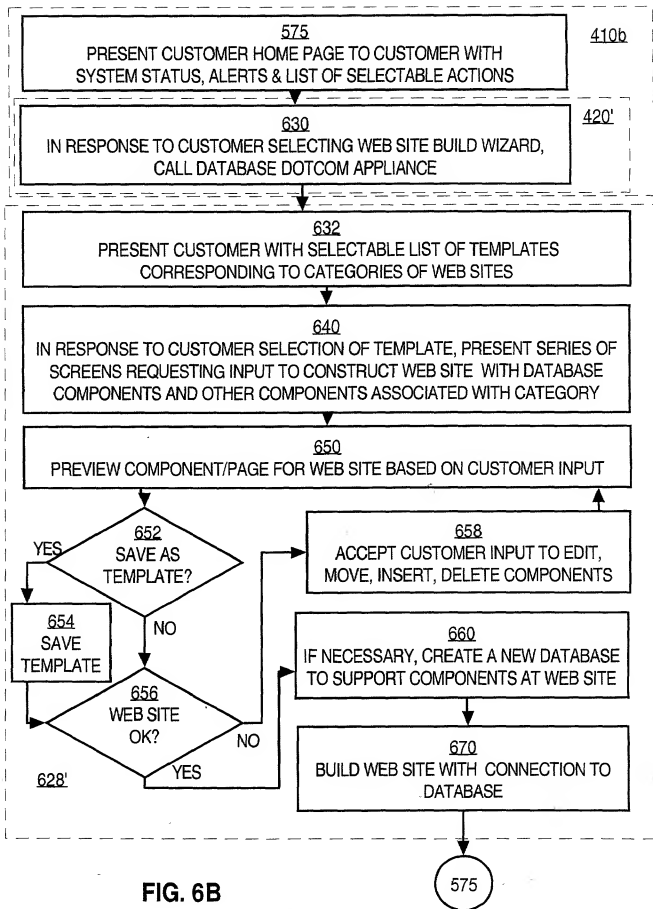 575
PRESENT CUSTOMER HOME PAGE TO CUSTOMER WITH
SYSTEM STATUS, ALERTS & LIST OF SELECTABLE ACTIONS
410b
630
IN RESPONSE TO CUSTOMER SELECTING WEB SITE BUILD WIZARD,
CALL DATABASE DOTCOM APPLIANCE
420'
632
PRESENT CUSTOMER WITH SELECTABLE LIST OF TEMPLATES
CORRESPONDING TO CATEGORIES OF WEB SITES
640
IN RESPONSE TO CUSTOMER SELECTION OF TEMPLATE, PRESENT SERIES OF
SCREENS REQUESTING INPUT TO CONSTRUCT WEB SITE WITH DATABASE
COMPONENTS AND OTHER COMPONENTS ASSOCIATED WITH CATEGORY
650
PREVIEW COMPONENT/PAGE FOR WEB SITE BASED ON CUSTOMER INPUT
652
SAVE AS
TEMPLATE?
YES
NO
654
SAVE
TEMPLATE
656
WEB SITE
OK?
NO
YES
658
ACCEPT CUSTOMER INPUT TO EDIT,
MOVE, INSERT, DELETE COMPONENTS
660
IF NECESSARY, CREATE A NEW DATABASE
TO SUPPORT COMPONENTS AT WEB SITE
670
BUILD WEB SITE WITH CONNECTION TO
DATABASE
628'
575
FIG. 6B